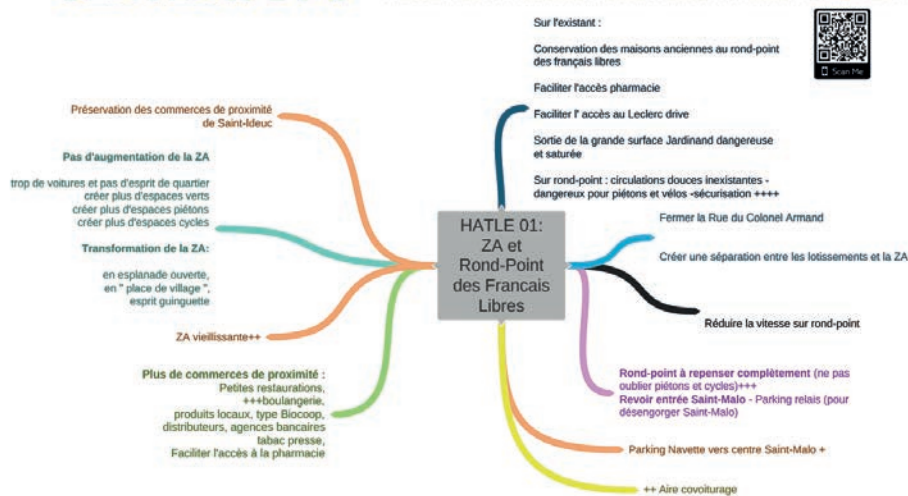 Sur l'existant :
Conservation des maisons anciennes au rond-point
des français libres
Faciliter l'accès pharmacie
Faciliter l' accès au Leclerc drive
Sortie de la grande surface Jardinand dangereuse
et saturée
Sur rond-point : circulations douces inexistantes -
dangereux pour piétons et vélos -sécurisation ++++
Scan Me
Préservation des commerces de proximité
de Saint-Ideuc
Pas d'augmentation de la ZA
trop de voitures et pas d'esprit de quartier
créer plus d'espaces verts
créer plus d'espaces piétons
créer plus d'espaces cycles
Transformation de la ZA:
en esplanade ouverte,
en " place de village ",
esprit guinguette
ZA vieillissante++
Plus de commerces de proximité :
Petites restaurations,
+++boulangerie,
produits locaux, type Biocoop,
distributeurs, agences bancaires
tabac presse,
Faciliter l'accès à la pharmacie
HATLE 01:
ZA et
Rond-Point
des Francais
Libres
Fermer la Rue du Colonel Armand
Créer une séparation entre les lotissements et la ZA
Réduire la vitesse sur rond-point
Rond-point à repenser complètement (ne pas
oublier piétons et cycles)+++
Revoir entrée Saint-Malo - Parking relais (pour
désengorger Saint-Malo)
Parking Navette vers centre Saint-Malo +
++ Aire covoiturage